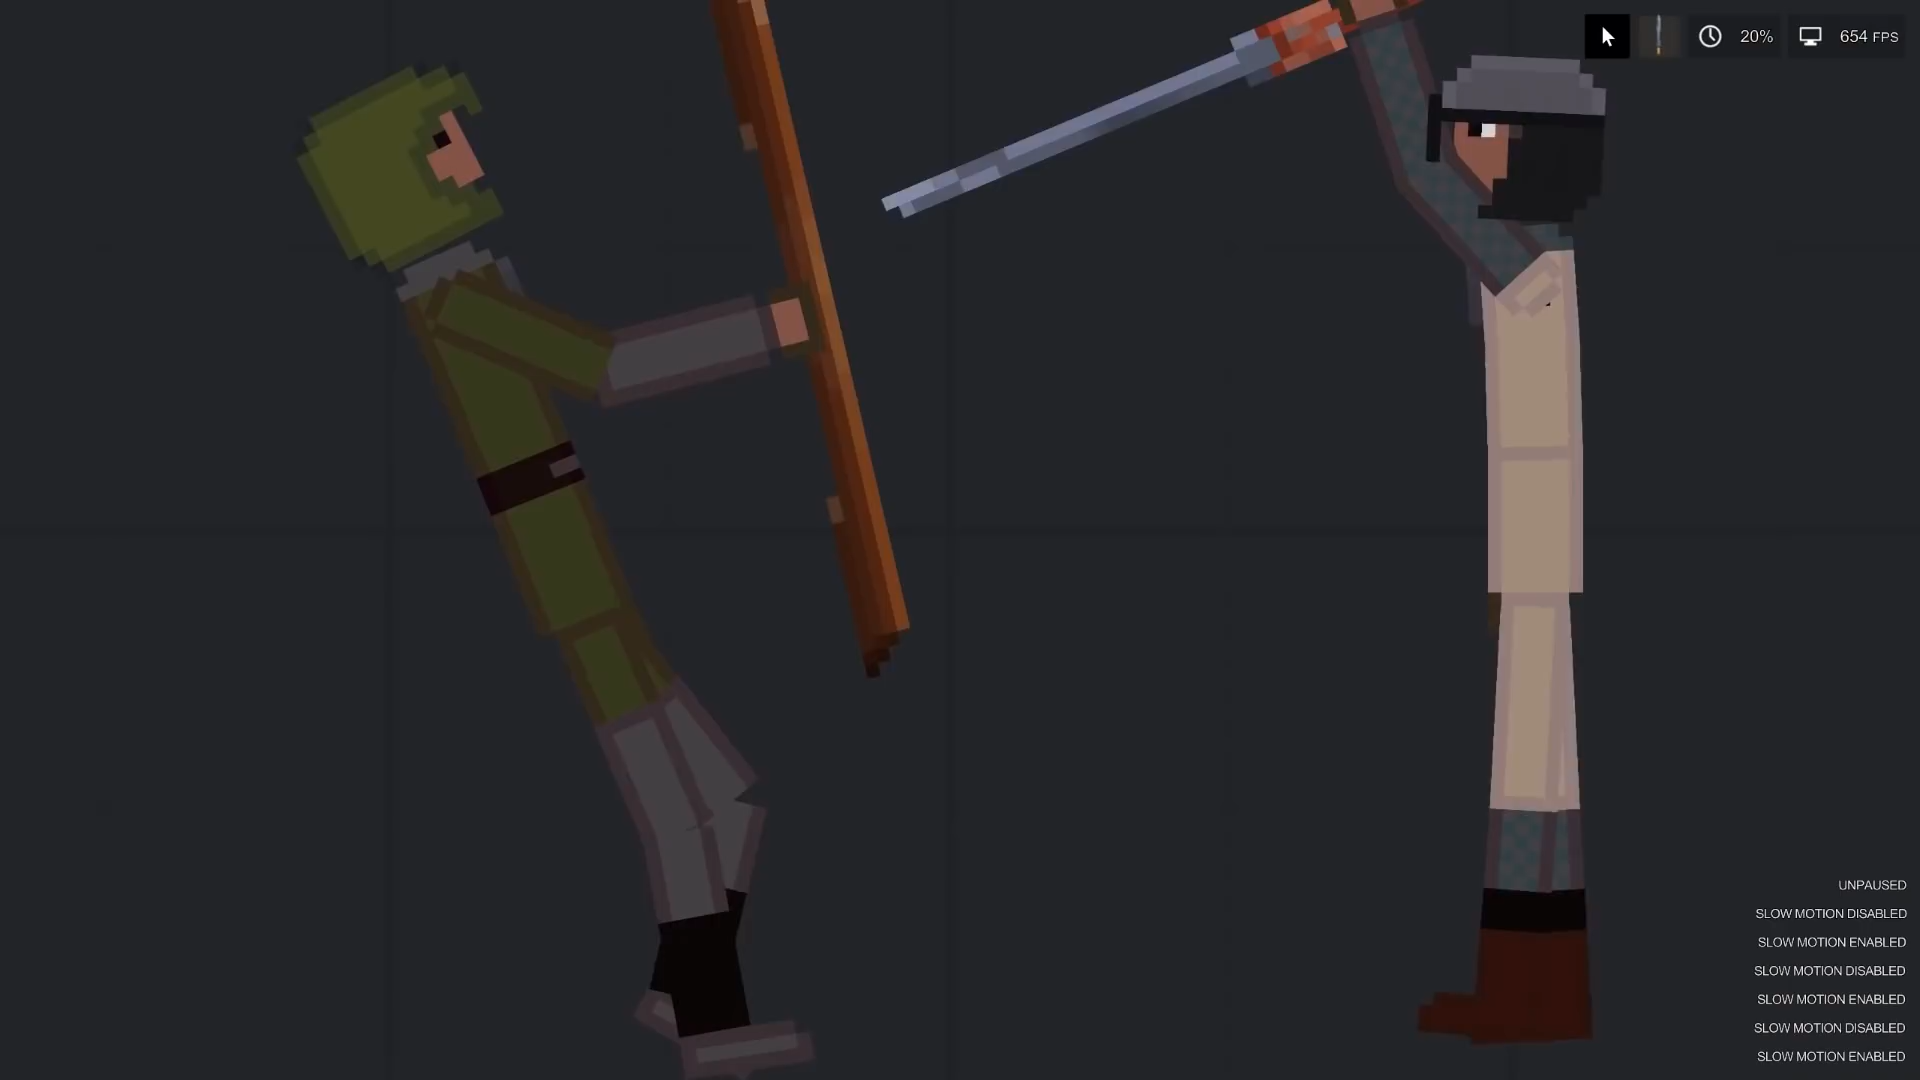 20%
654 FPS
UNPAUSED
SLOW MOTION DISABLED
SLOW MOTION ENABLED
SLOW MOTION DISABLED
SLOW MOTION ENABLED
SLOW MOTION DISABLED
SLOW MOTION ENABLED